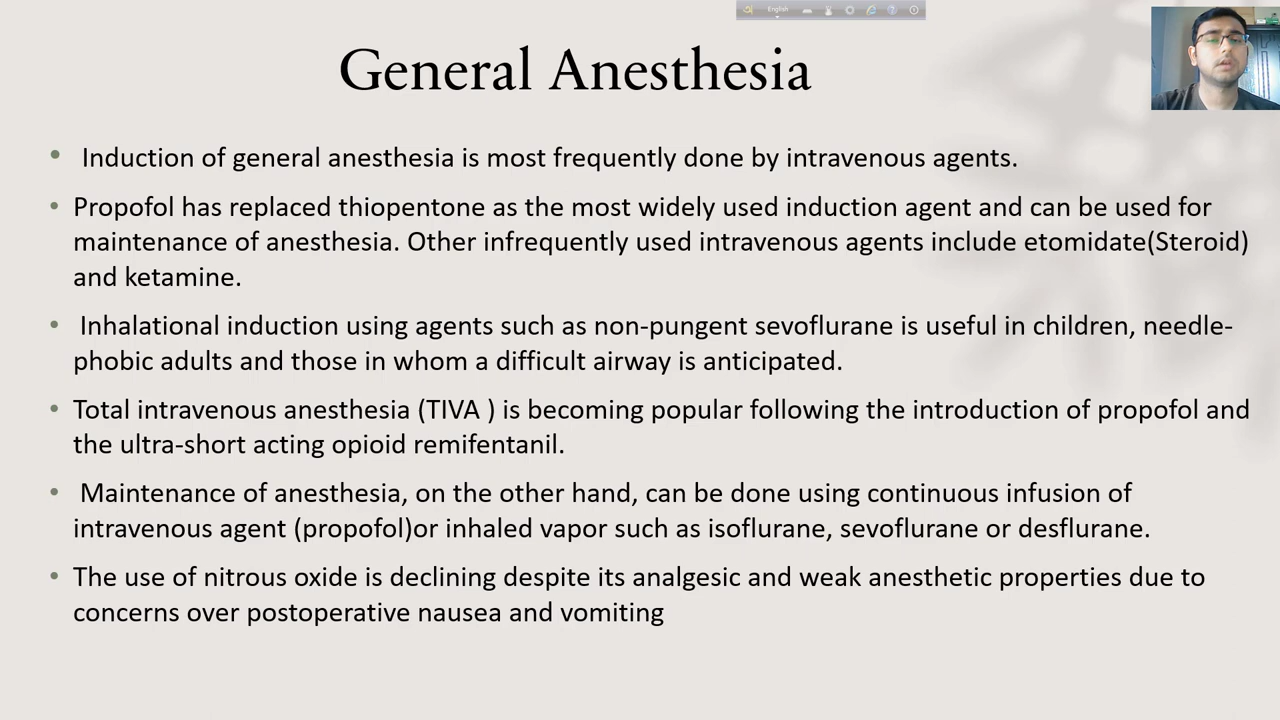 English
General Anesthesia
• Induction of general anesthesia is most frequently done by intravenous agents.
• Propofol has replaced thiopentone as the most widely used induction agent and can be used for
maintenance of anesthesia. Other infrequently used intravenous agents include etomidate(Steroid)
and ketamine.
• Inhalational induction using agents such as non-pungent sevoflurane is useful in children, needle-
phobic adults and those in whom a difficult airway is anticipated.
• Total intravenous anesthesia (TIVA ) is becoming popular following the introduction of propofol and
the ultra-short acting opioid remifentanil.
• Maintenance of anesthesia, on the other hand, can be done using continuous infusion of
intravenous agent (propofol)or inhaled vapor such as isoflurane, sevoflurane or desflurane.
• The use of nitrous oxide is declining despite its analgesic and weak anesthetic properties due to
concerns over postoperative nausea and vomiting